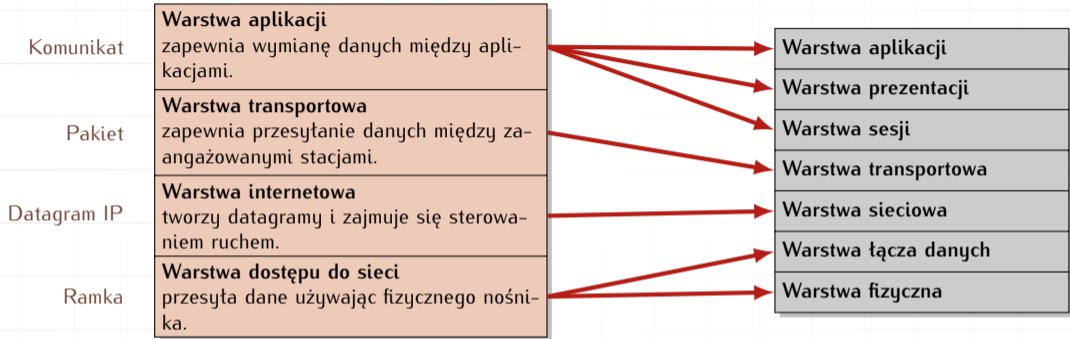 Komunikat
Warstwa aplikacji
zapewnia wymianę danych między apli-
kacjami.
Pakiet
Warstwa transportowa
zapewnia przesyłanie danych między za-
angażowanymi stacjami.
Datagram IP
Warstwa internetowa
tworzy datagramy i zajmuje się sterowa-
niem ruchem.
Ramka
Warstwa dostępu do sieci
przesyła dane używając fizycznego nośni-
ka.
Warstwa aplikacji
Warstwa prezentacji
Warstwa sesji
Warstwa transportowa
Warstwa sieciowa
Warstwa łącza danych
Warstwa fizyczna